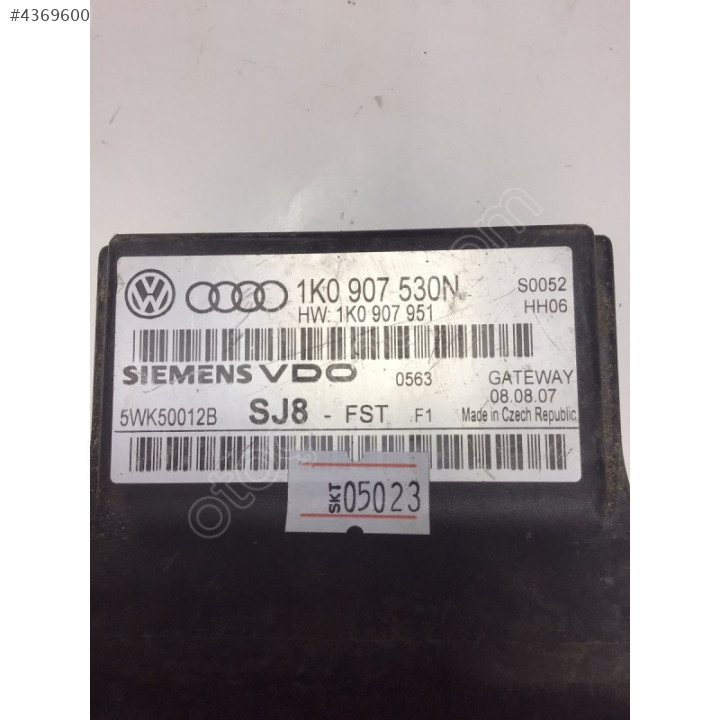 #4369600
1K0 907 530N S0052
HW: 1K0 907 951 HH06
SIEMENS VDO 0563 GATEWAY
08.08.07
5WK50012B SJ8 - FST F1 Made in Czech Republic
SKT 05023